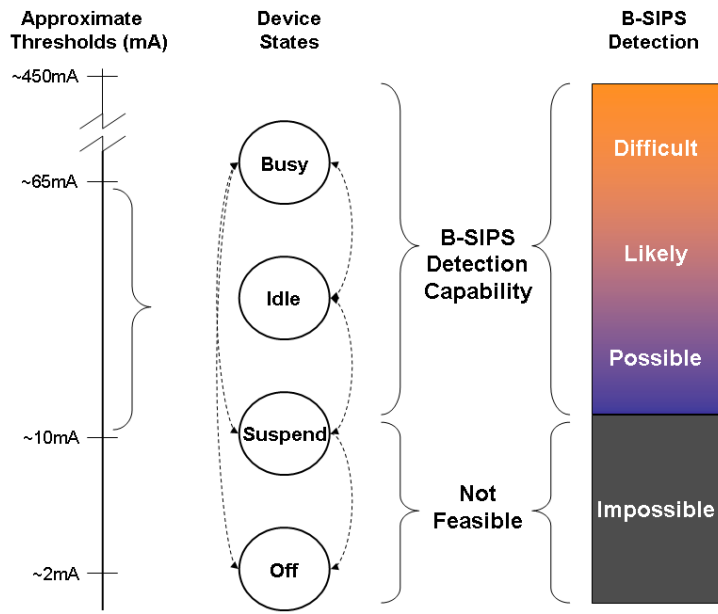 Approximate
Thresholds (mA)
Device
States
B-SIPS
Detection
~450mA
~65mA
~10mA
~2mA
Busy
Idle
Suspend
Off
B-SIPS
Detection
Capability
Not
Feasible
Difficult
Likely
Possible
Impossible